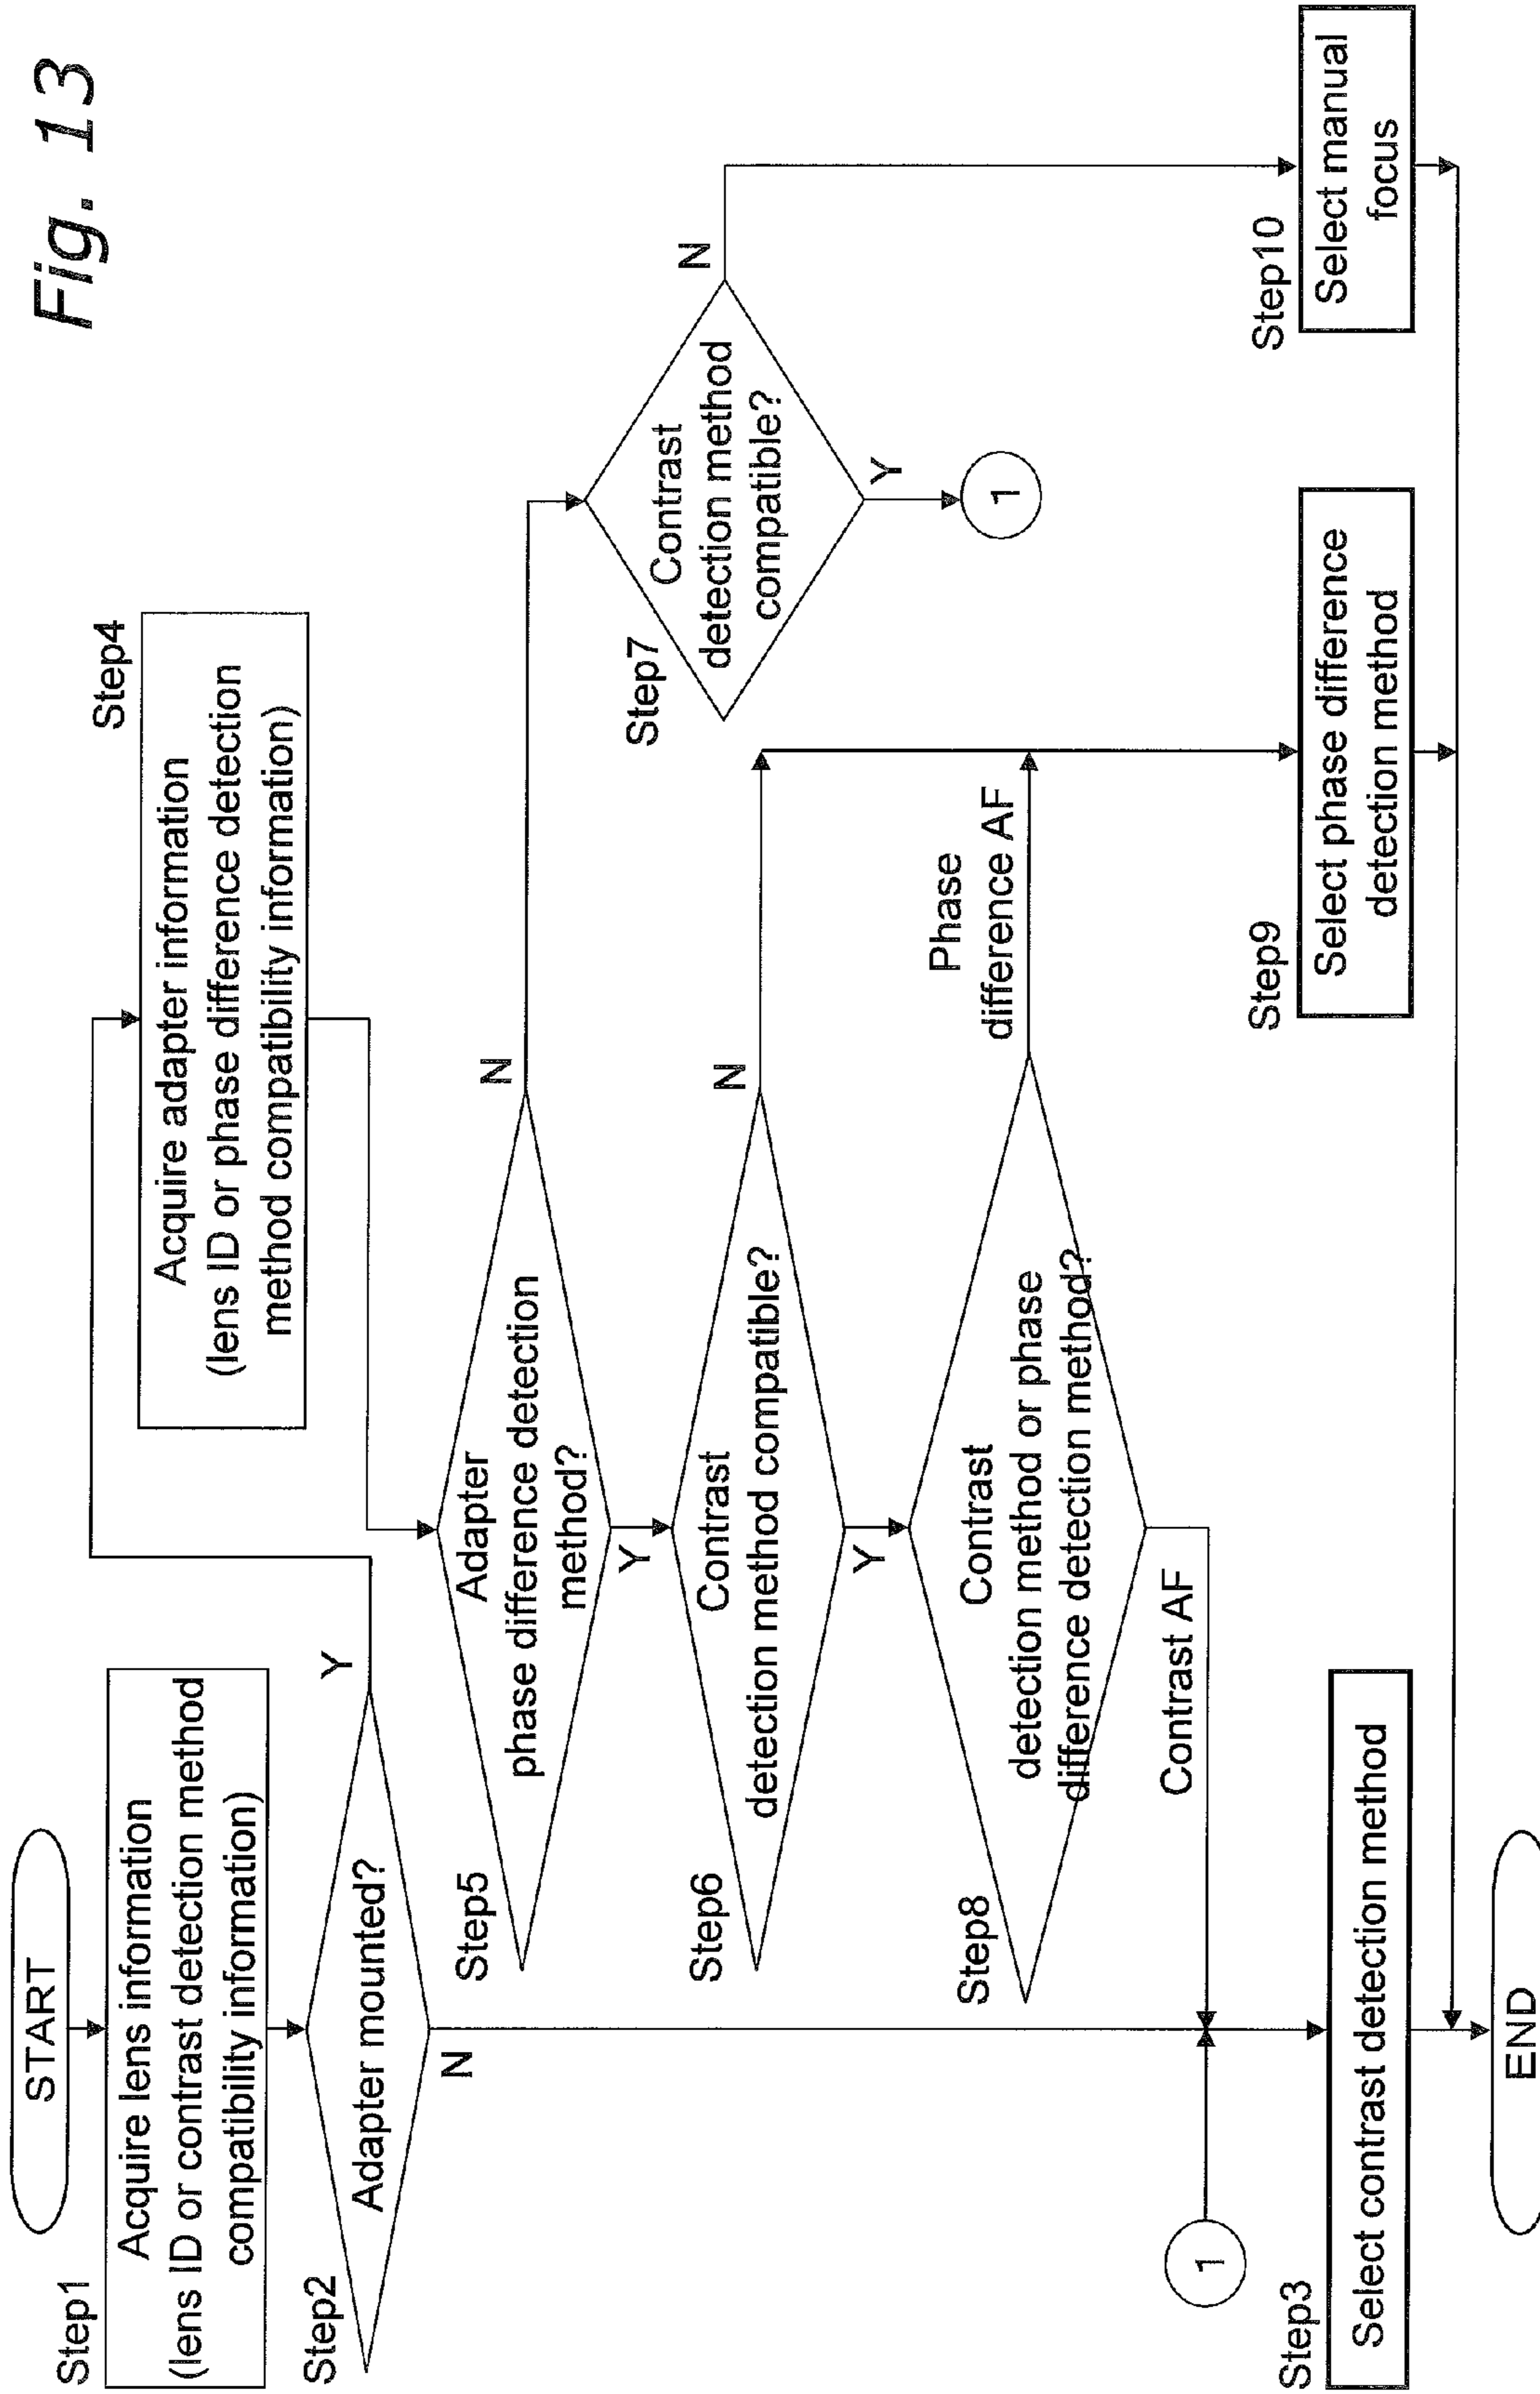 Fig. 13
START
Step1
Acquire lens information
(lens ID or contrast detection method
compatibility information)
Step2
Adapter mounted?
Y
N
Step4
Acquire adapter information
(lens ID or phase difference detection
method compatibility information)
Step5
Adapter
phase difference detection
method?
N
Y
Step6
Contrast
detection method compatible?
N
Y
Step7
Contrast
detection method
compatible?
N
Y
1
Step8
Contrast
detection method or phase
difference detection method?
Phase
difference AF
Contrast AF
1
Step3
Select contrast detection method
Step9
Select phase difference
detection method
Step10
Select manual
focus
END